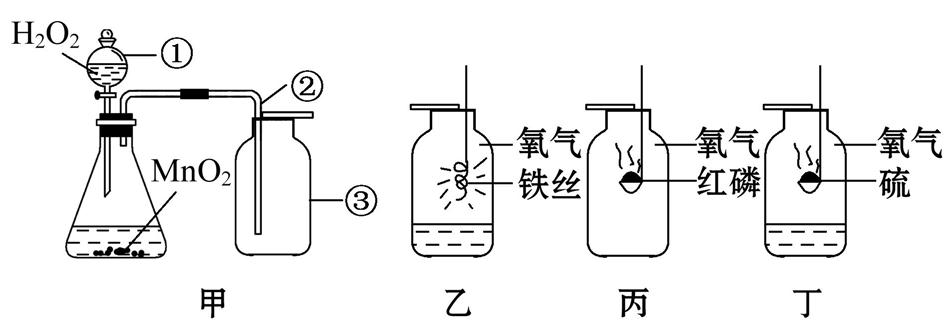 H₂O₂
①
②
MnO₂
③
甲
氧气
铁丝
乙
氧气
红磷
丙
氧气
硫
丁